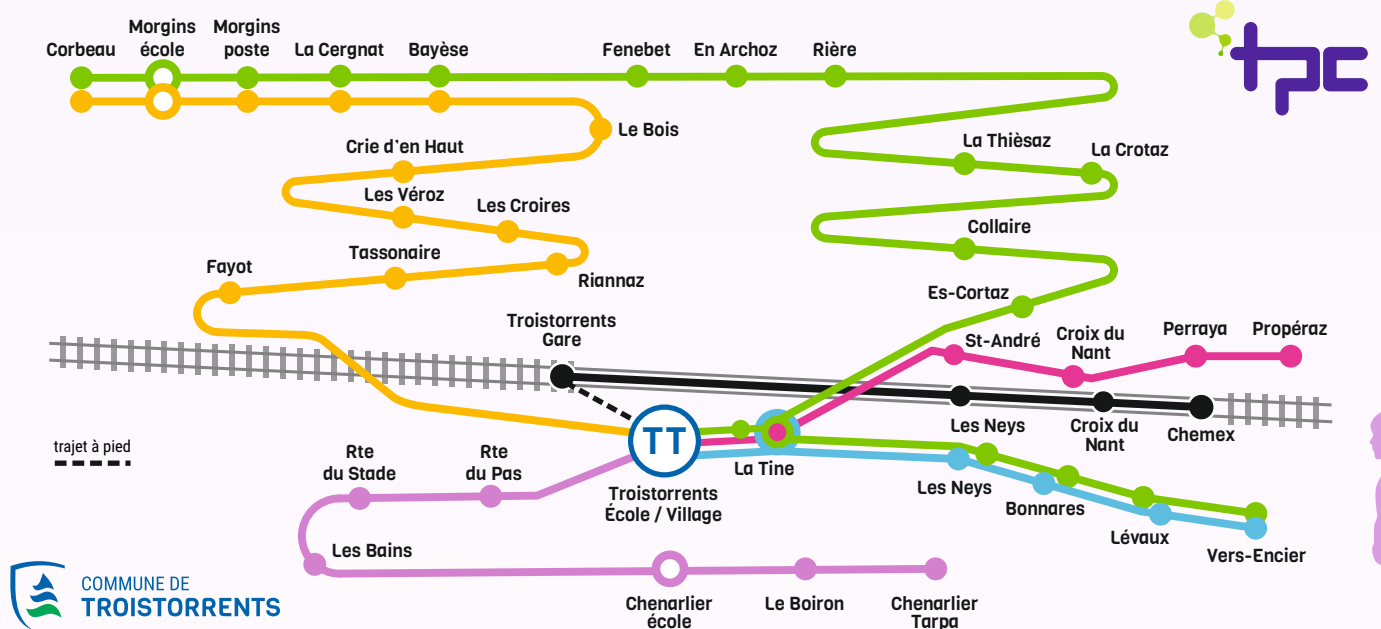 Corbeau
Morgins
école
Morgins
poste
La Cergnat
Bayèse
Fenebet
En Archoz
Rière
tpc
Le Bois
Crie d'en Haut
La Thièsaz
La Crotaz
Les Véroz
Les Croires
Collaire
Tassonaire
Fayot
Riannaz
Es-Cortaz
Troistorrents
Gare
St-André
Croix du
Nant
Perraya
Propéraz
Les Neys
Croix du
Nant
Chemex
TT
trajet à pied
Rte
du Stade
Rte
du Pas
La Tine
Troistorrents
École / Village
Les Neys
Bonnares
Lévaux
Vers-Encier
Les Bains
COMMUNE DE
TROISTORRENTS
Chenarlier
école
Le Boiron
Chenarlier
Tarpa